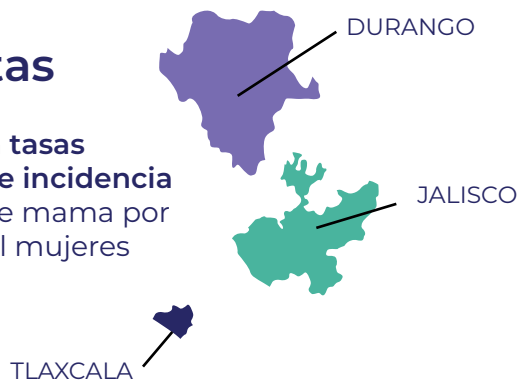 tas
tasas
e incidencia
e mama por
l mujeres
DURANGO
JALISCO
TLAXCALA